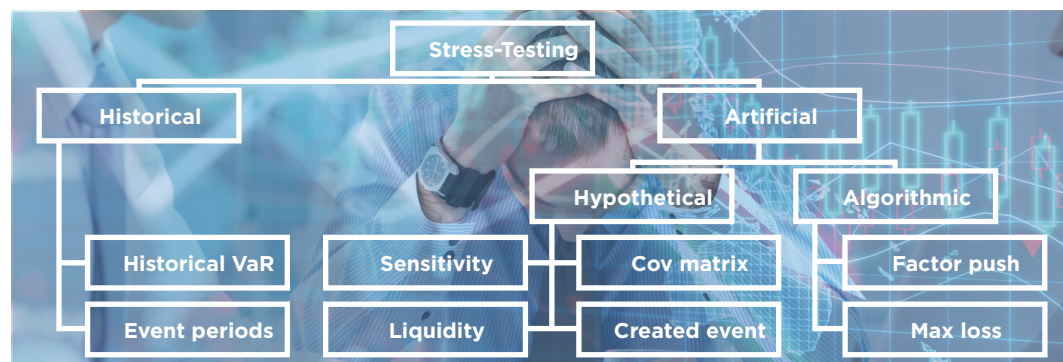 Stress-Testing
Historical
Artificial
Hypothetical
Algorithmic
Historical VaR
Sensitivity
Cov matrix
Factor push
Event periods
Liquidity
Created event
Max loss